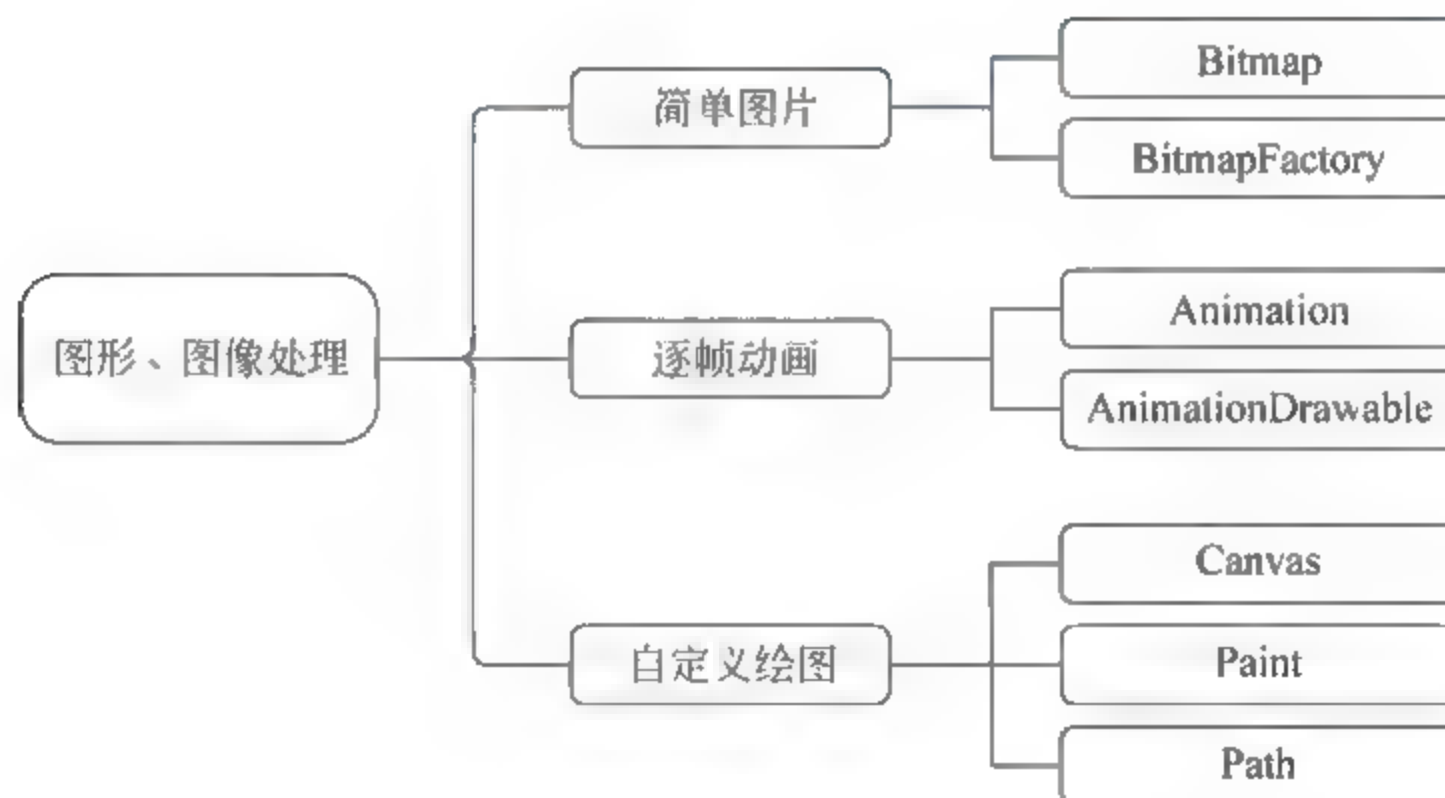 图形、图像处理
简单图片
Bitmap
BitmapFactory
逐帧动画
Animation
AnimationDrawable
自定义绘图
Canvas
Paint
Path